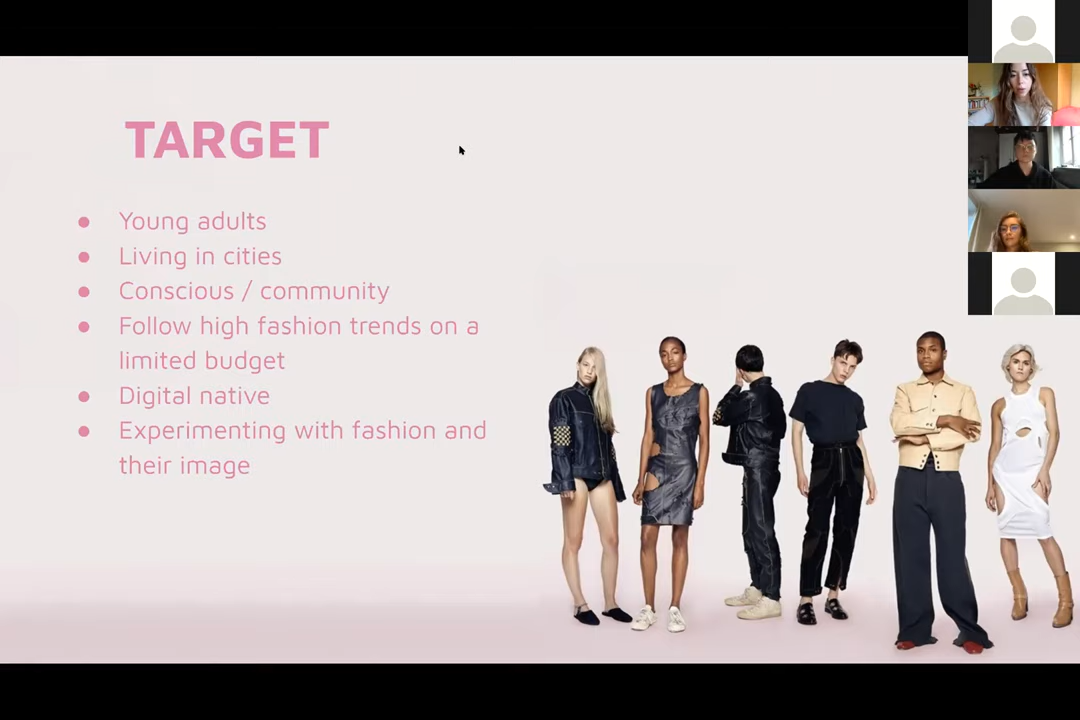 TARGET
● Young adults
● Living in cities
● Conscious / community
● Follow high fashion trends on a
limited budget
● Digital native
● Experimenting with fashion and
their image